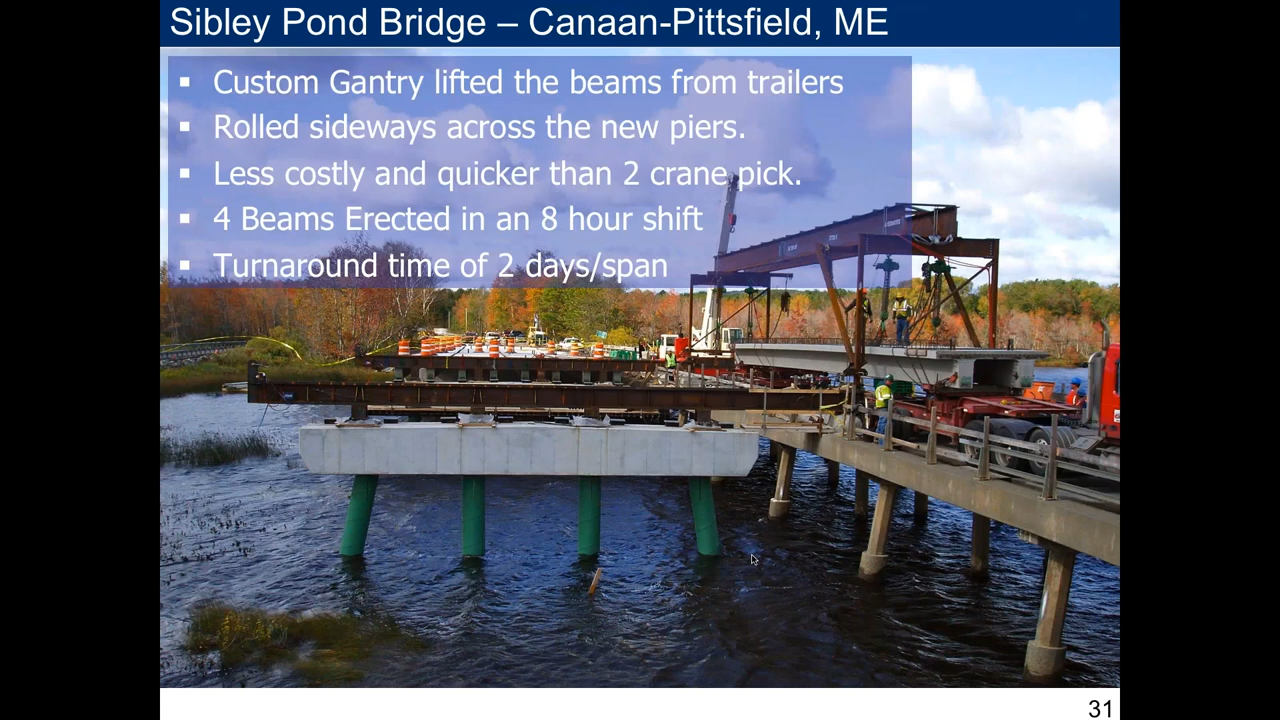 Sibley Pond Bridge – Canaan-Pittsfield, ME
▪ Custom Gantry lifted the beams from trailers
▪ Rolled sideways across the new piers.
▪ Less costly and quicker than 2 crane pick.
▪ 4 Beams Erected in an 8 hour shift
▪ Turnaround time of 2 days/span
31